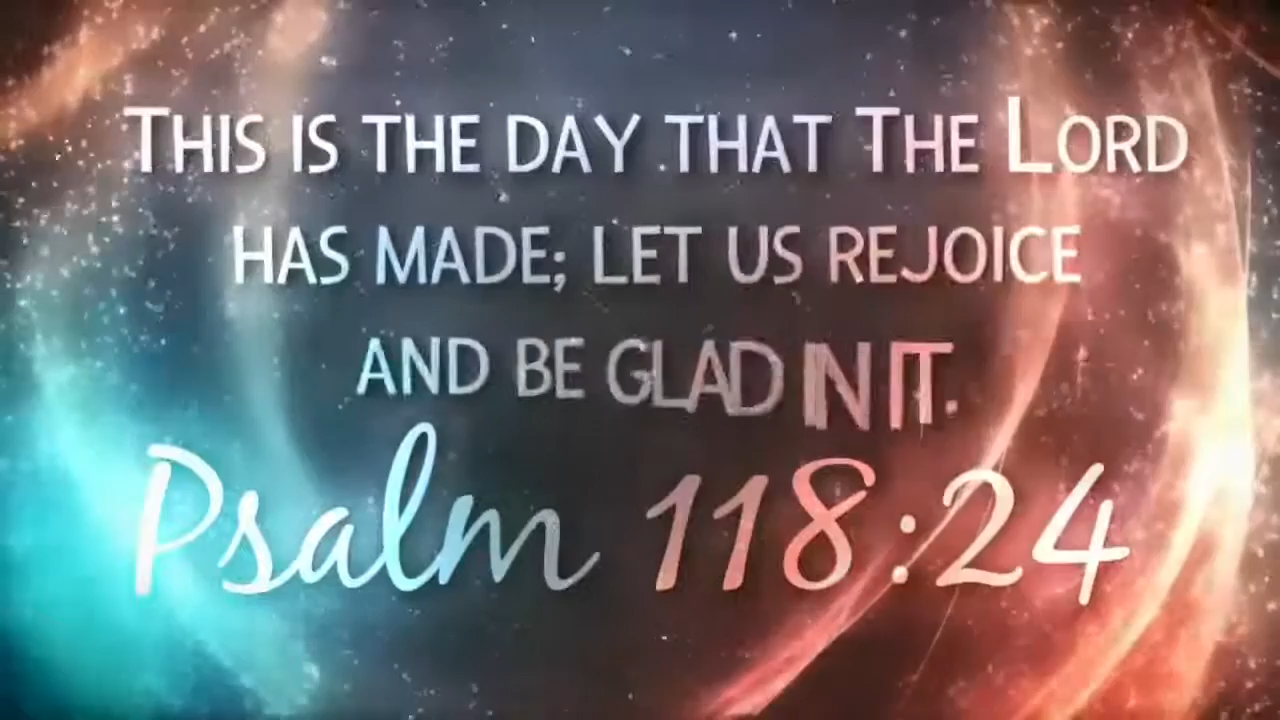 THIS IS THE DAY THAT THE LORD
HAS MADE; LET US REJOICE
AND BE GLAD IN IT.
Psalm 118:24